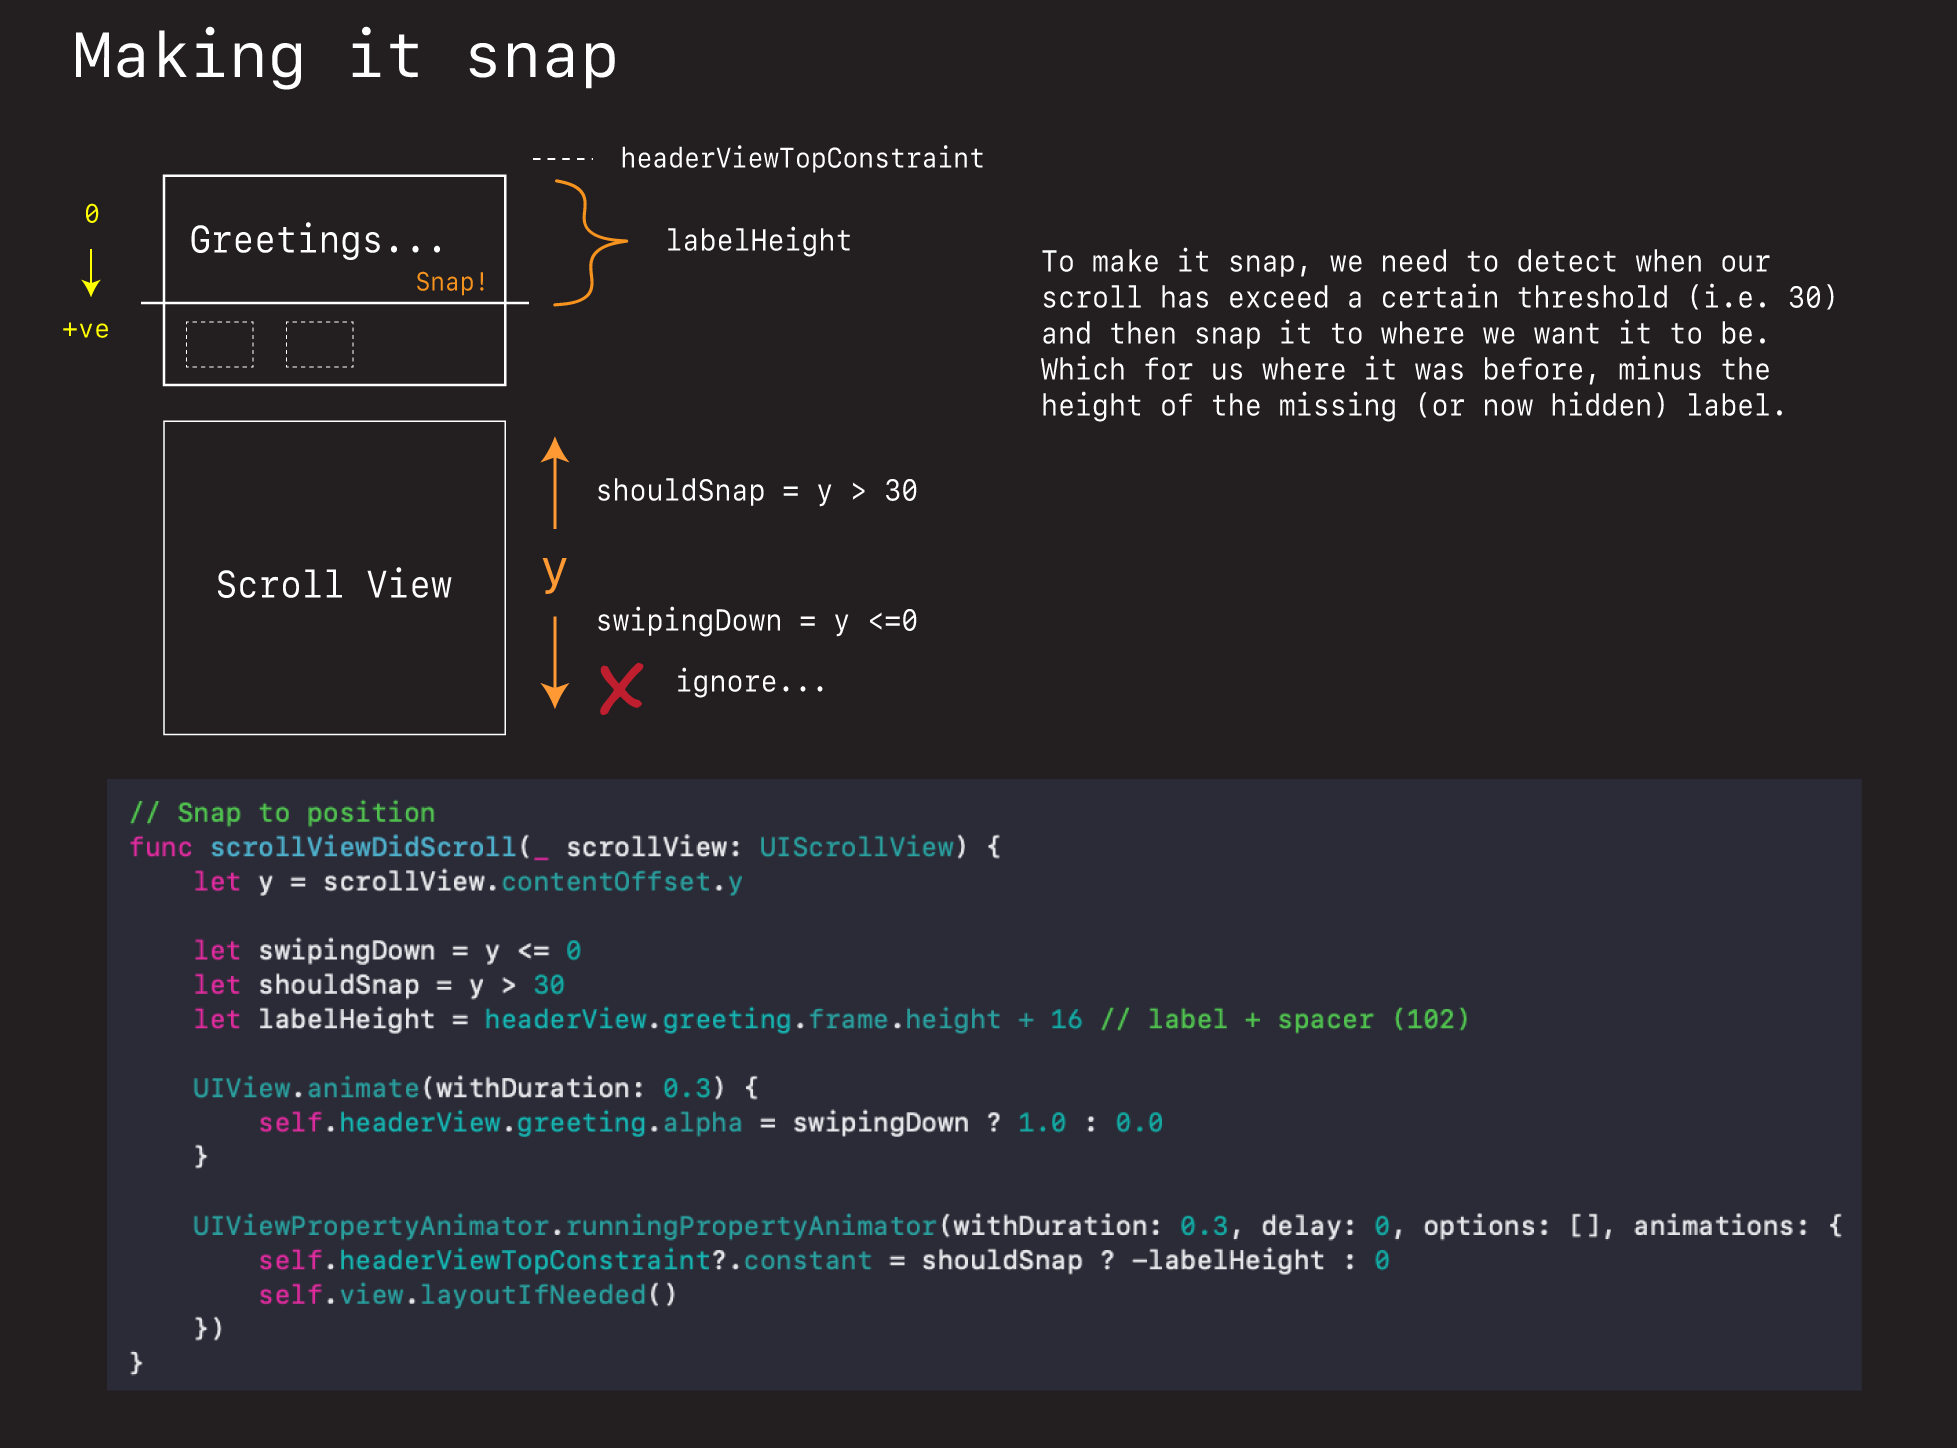 Making it snap
headerViewTopConstraint
0
Greetings...
labelHeight
Snap!
+ve
To make it snap, we need to detect when our
scroll has exceed a certain threshold (i.e. 30)
and then snap it to where we want it to be.
Which for us where it was before, minus the
height of the missing (or now hidden) label.
shouldSnap = y > 30
y
Scroll View
swipingDown = y <=0
ignore...
// Snap to position
func scrollViewDidScroll(_ scrollView: UIScrollView) {
    let y = scrollView.contentOffset.y
    let swipingDown = y <= 0
    let shouldSnap = y > 30
    let labelHeight = headerView.greeting.frame.height + 16 // label + spacer (102)
    UIView.animate(withDuration: 0.3) {
        self.headerView.greeting.alpha = swipingDown ? 1.0 : 0.0
    }
    UIViewPropertyAnimator.runningPropertyAnimator(withDuration: 0.3, delay: 0, options: [], animations: {
        self.headerViewTopConstraint?.constant = shouldSnap ? -labelHeight : 0
        self.view.layoutIfNeeded()
    })
}